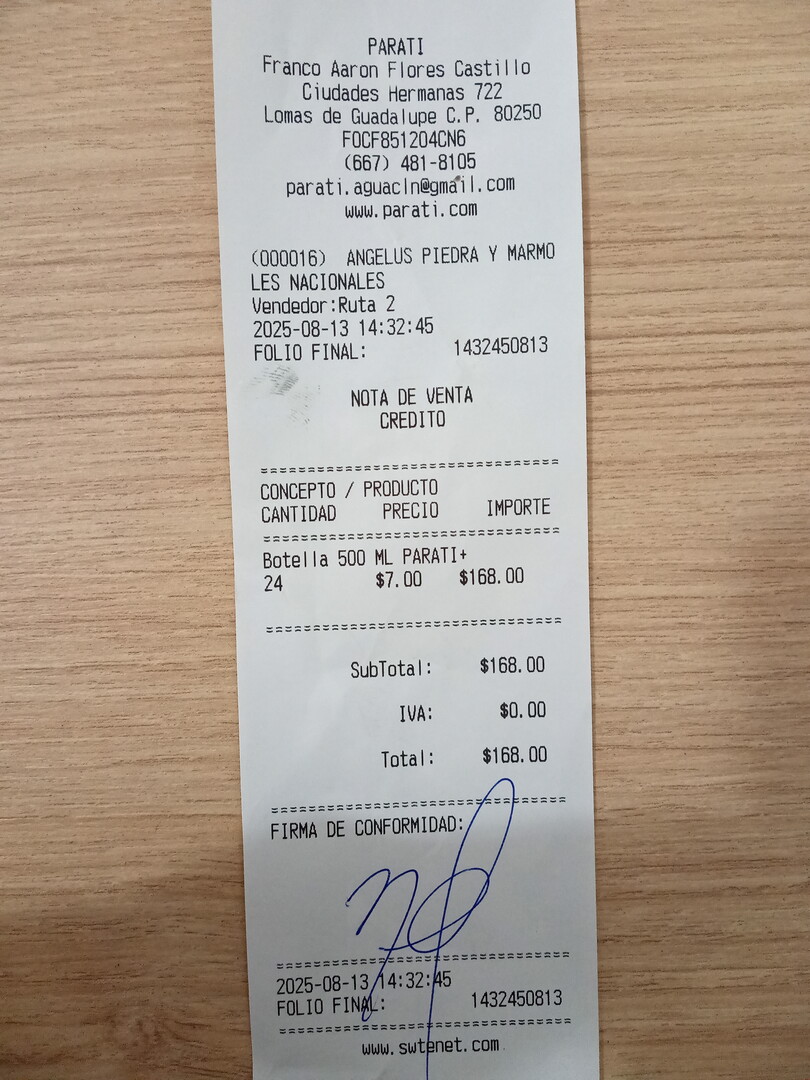 PARATI
Franco Aaron Flores Castillo
Ciudades Hermanas 722
Lomas de Guadalupe C.P. 80250
FOCF851204CN6
(667) 481-8105
parati.aguacln@gmail.com
www.parati.com
(000016) ANGELUS PIEDRA Y MARMO
LES NACIONALES
Vendedor:Ruta 2
2025-08-13 14:32:45
FOLIO FINAL: 1432450813
NOTA DE VENTA
CREDITO
================================
CONCEPTO / PRODUCTO
CANTIDAD PRECIO IMPORTE
================================
Botella 500 ML PARATI+
24 $7.00 $168.00
================================
SubTotal: $168.00
IVA: $0.00
Total: $168.00
================================
FIRMA DE CONFORMIDAD:
================================
2025-08-13 14:32:45
FOLIO FINAL: 1432450813
================================
www.swtenet.com